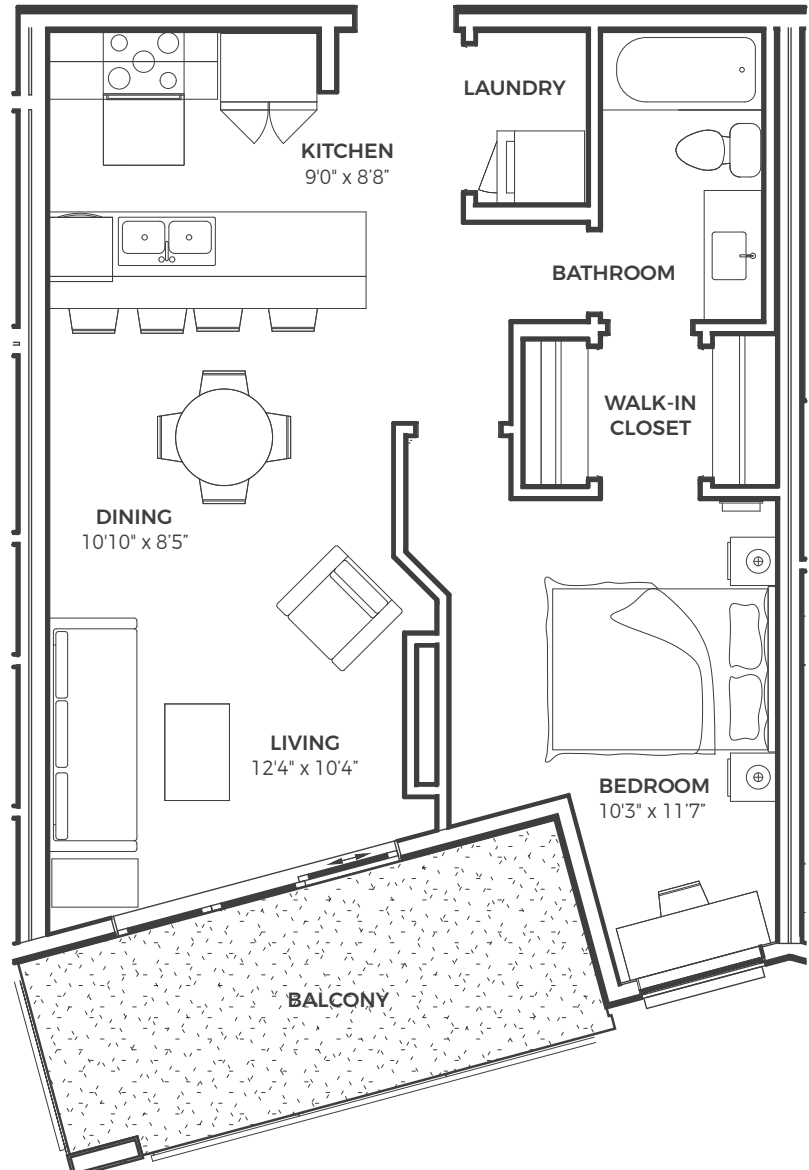 LAUNDRY
KITCHEN
9'0" x 8'8”
BATHROOM
WALK-IN
CLOSET
DINING
10'10" x 8'5”
LIVING
12'4" x 10'4”
BEDROOM
10'3" x 11'7”
BALCONY